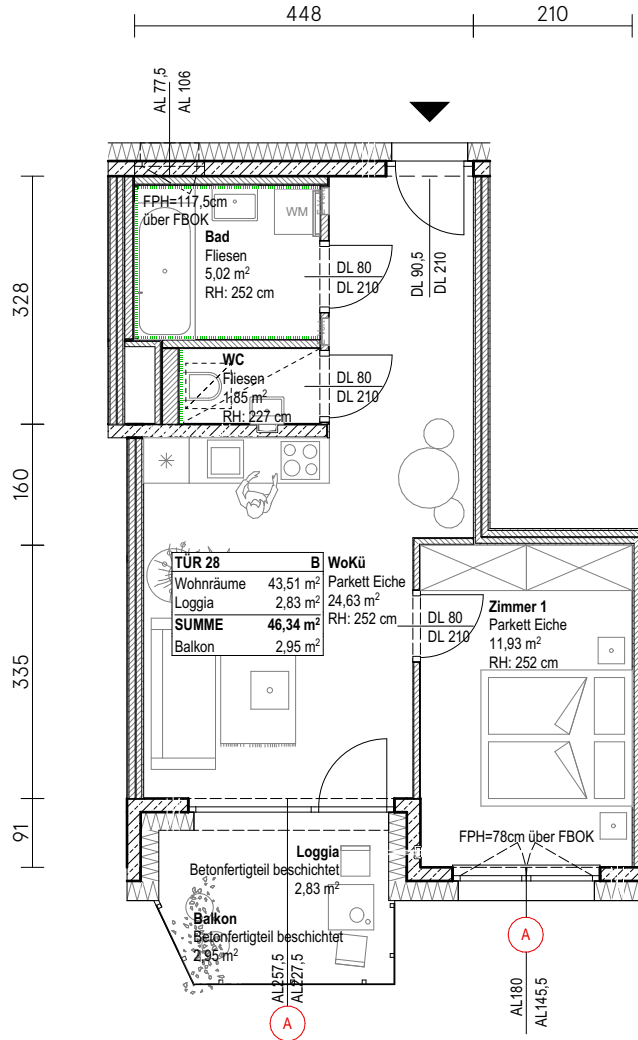 448
210
AL 77,5
AL 106
FPH=117,5cm
über FBOK
WM
Bad
Fliesen
5,02 m²
RH: 252 cm
DL 80
DL 210
DL 90,5
DL 210
328
WC
Fliesen
1,85 m²
RH: 227 cm
DL 80
DL 210
160
TÜR 28 B
Wohnräume 43,51 m²
Loggia 2,83 m²
SUMME 46,34 m²
Balkon 2,95 m²
WoKü
Parkett Eiche
24,63 m²
RH: 252 cm
DL 80
DL 210
Zimmer 1
Parkett Eiche
11,93 m²
RH: 252 cm
335
91
FPH=78cm über FBOK
Loggia
Betonfertigteil beschichtet
2,83 m²
Balkon
Betonfertigteil beschichtet
2,95 m²
AL257,5
AL227,5
A
A
AL180
AL145,5